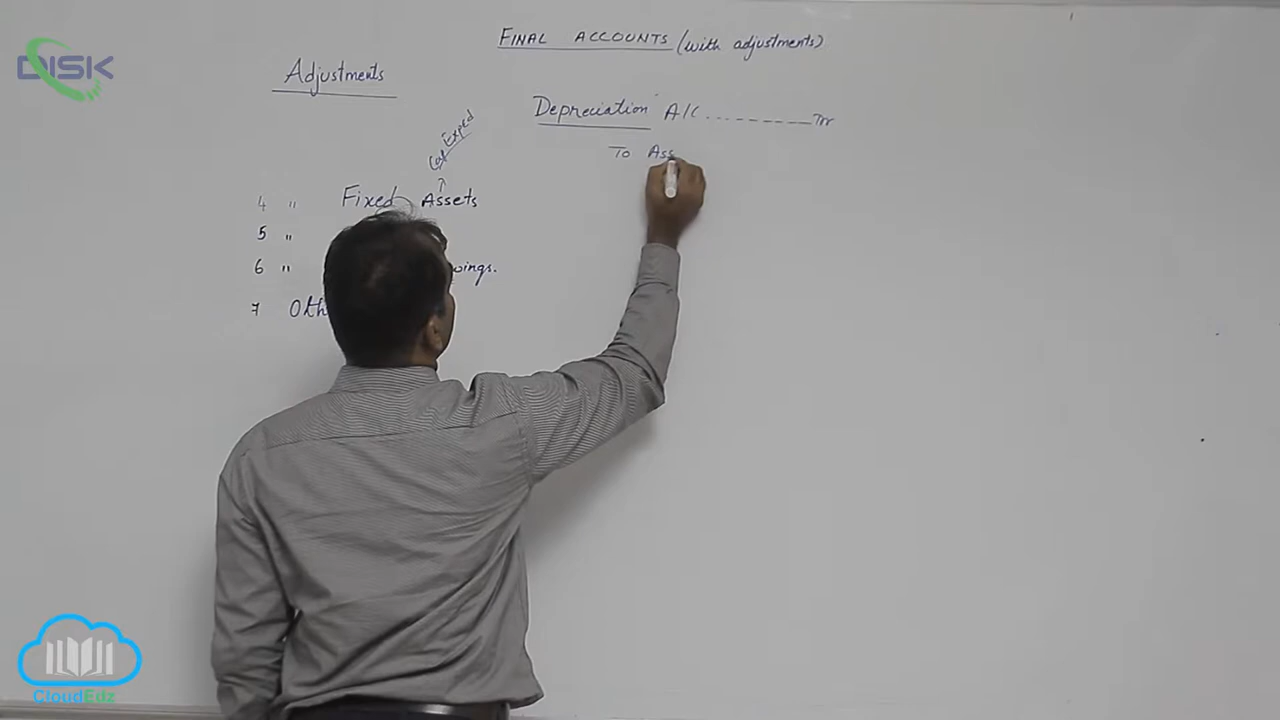 DISK
FINAL ACCOUNTS (with adjustments)
Adjustments
Depreciation A/C ---------Dr
To Ass
Cap Exped
4 " Fixed Assets
5 "
6 " wings.
7 Oth
CloudEdz